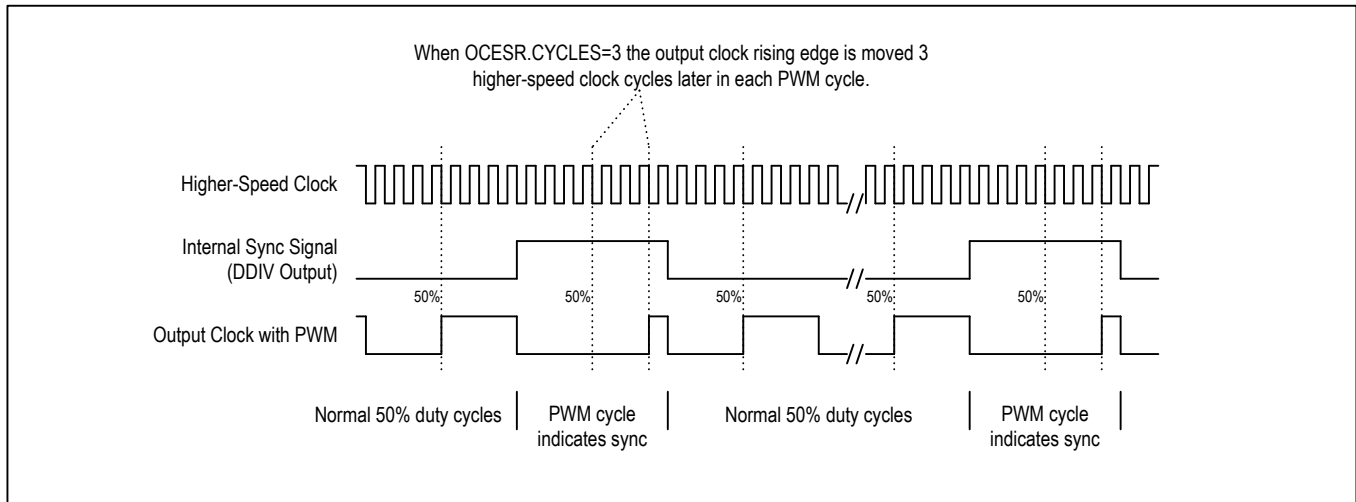 When OCESR.CYCLES=3 the output clock rising edge is moved 3
higher-speed clock cycles later in each PWM cycle.
Higher-Speed Clock
//
Internal Sync Signal
(DDIV Output)
//
50%
50%
50%
50%
50%
Output Clock with PWM
//
Normal 50% duty cycles
PWM cycle
indicates sync
Normal 50% duty cycles
PWM cycle
indicates sync